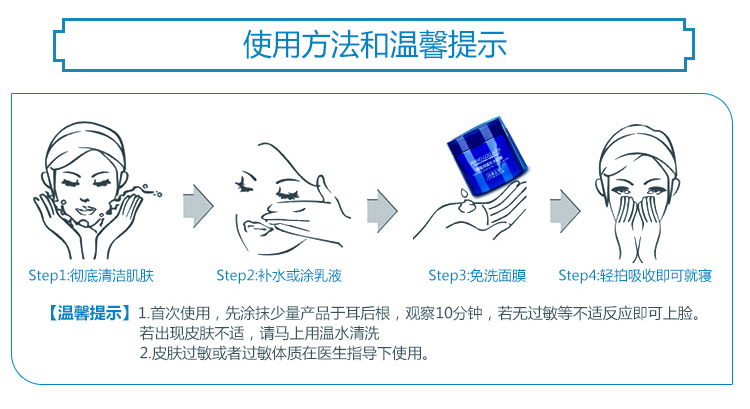 使用方法和温馨提示
Step1:彻底清洁肌肤
Step2:补水或涂乳液
Step3:免洗面膜
Step4:轻拍吸收即可就寝
【温馨提示】1.首次使用，先涂抹少量产品于耳后根，观察10分钟，若无过敏等不适反应即可上脸。
若出现皮肤不适，请马上用温水清洗
2.皮肤过敏或者过敏体质在医生指导下使用。